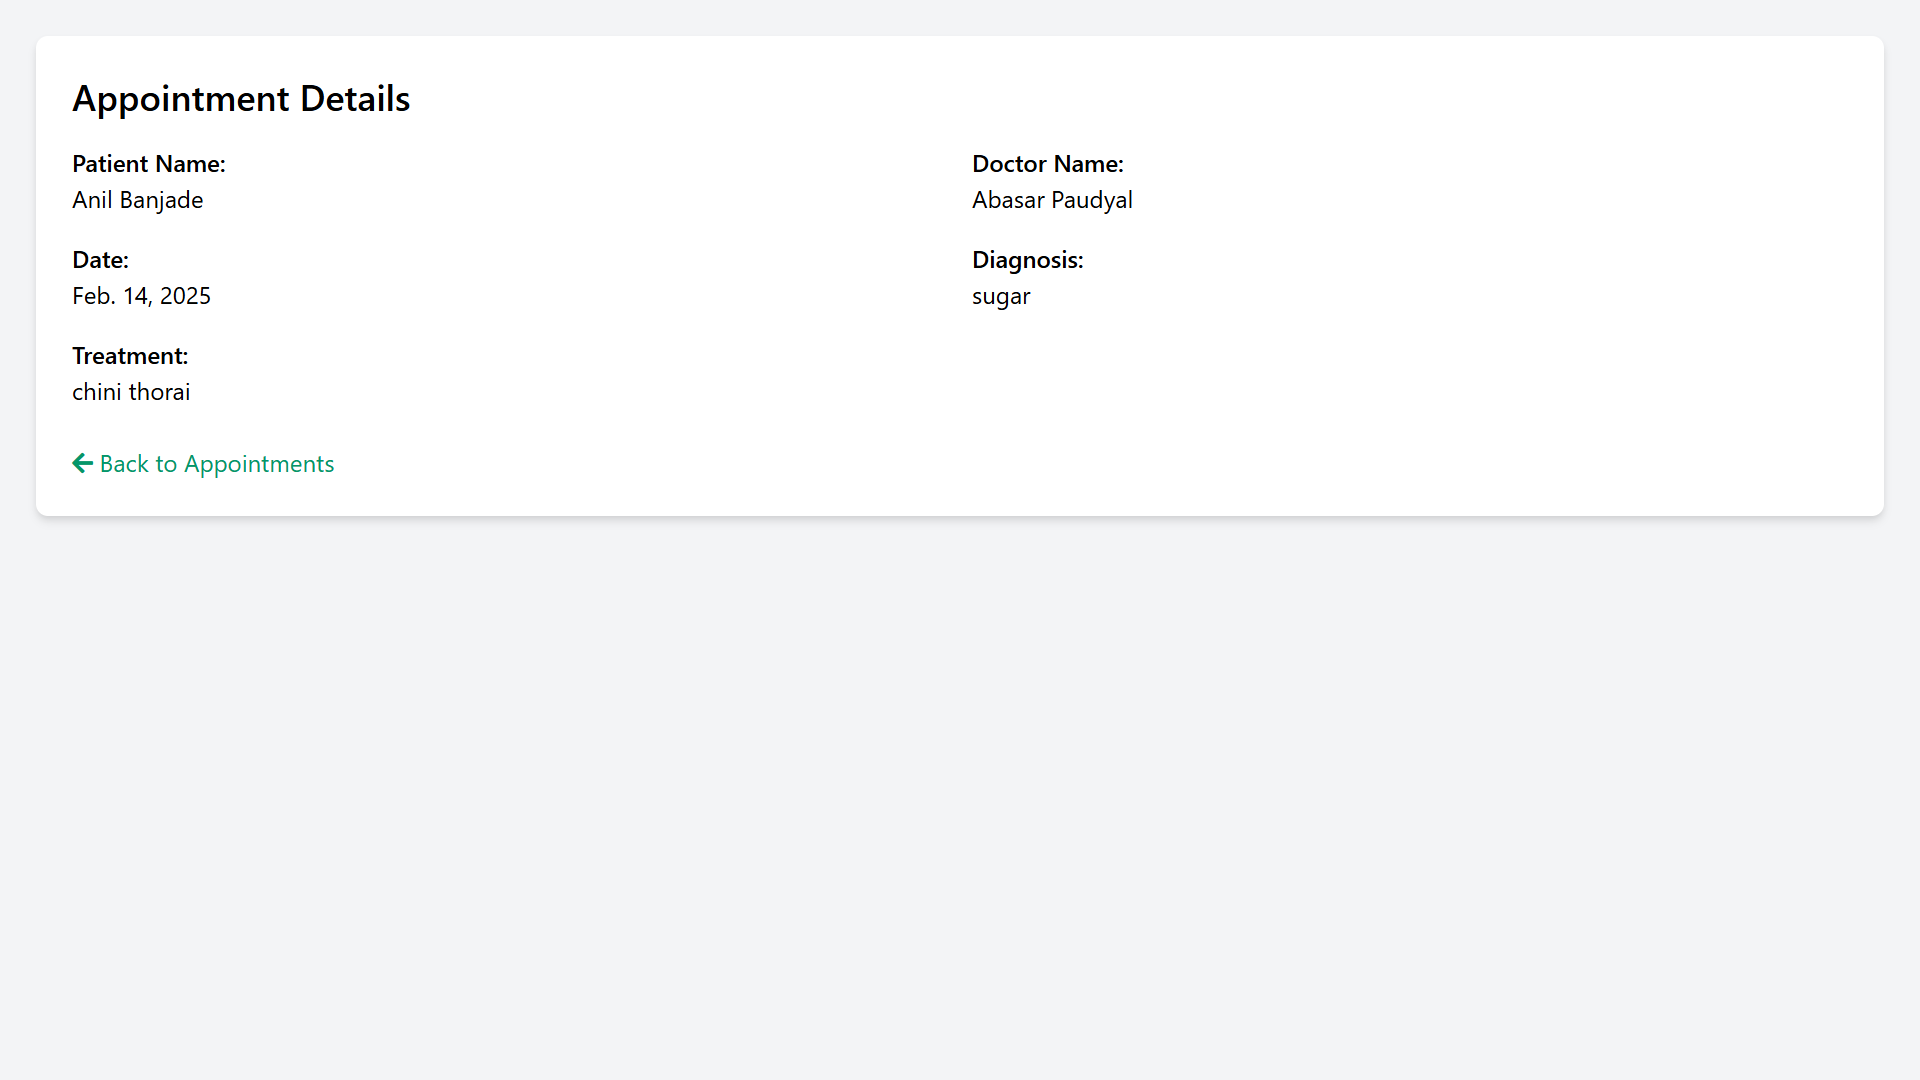 Appointment Details
Patient Name:
Anil Banjade
Doctor Name:
Abasar Paudyal
Date:
Feb. 14, 2025
Diagnosis:
sugar
Treatment:
chini thorai
Back to Appointments